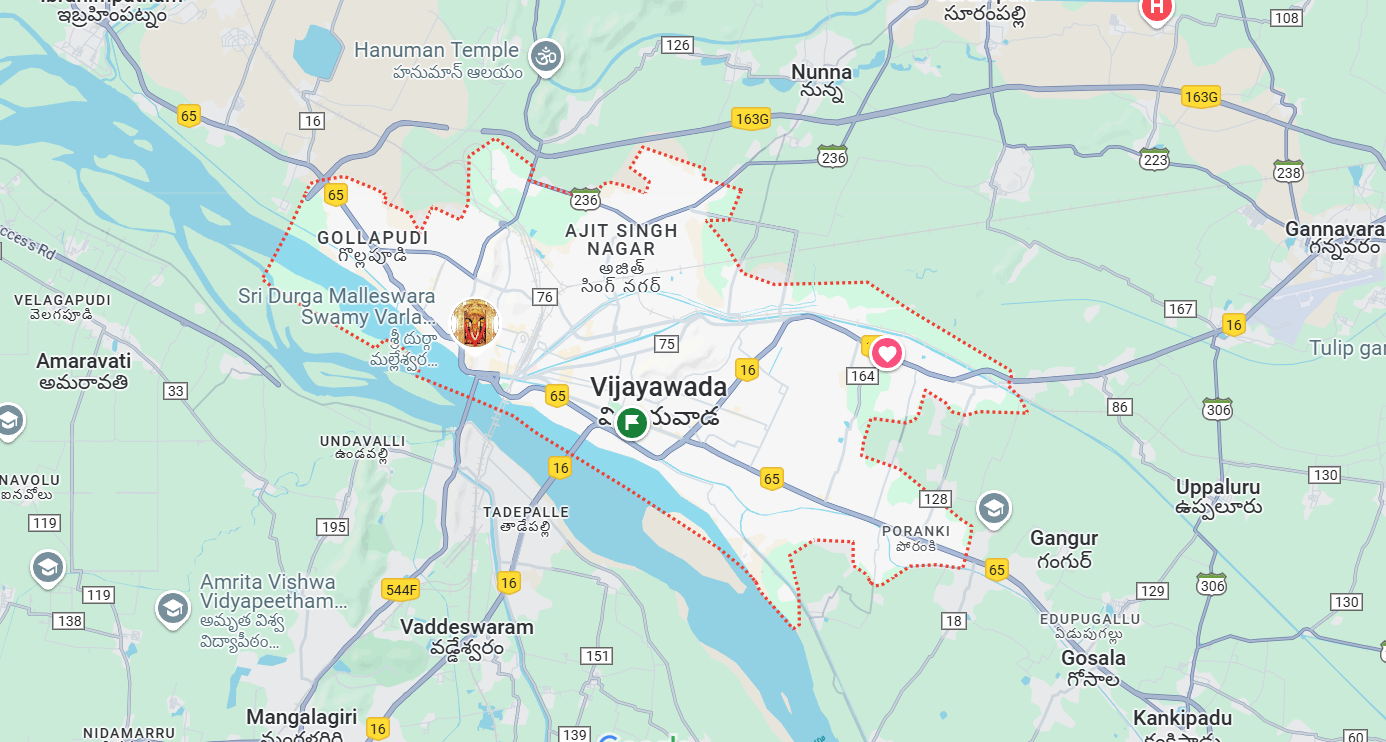 ఇబ్రహీంపట్నం
సూరంపల్లి
108
H
Hanuman Temple
హనుమాన్ ఆలయం
126
Nunna
నున్న
163G
65
16
163G
236
223
238
65
236
GOLLAPUDI
గొల్లపూడి
AJIT SINGH
NAGAR
అజిత్
సింగ్ నగర్
Gannavara
గన్నవరం
ccess Rd
VELAGAPUDI
వెలగపూడి
Sri Durga Malleswara
Swamy Varla...
శ్రీ దుర్గా
మల్లేశ్వర...
76
75
167
16
Tulip gar
Amaravati
అమరావతి
33
16
164
65
Vijayawada
86
306
UNDAVALLI
ఉండవల్లి
16
65
NAVOLU
ఐనవోలు
119
195
TADEPALLE
తాడేపల్లి
128
PORANKI
పోరంకి
130
Uppaluru
ఉప్పలూరు
Gangur
గంగుర్
65
119
138
Amrita Vishwa
Vidyapeetham...
అమృత విశ్వ
విద్యాపీఠం...
544F
16
129
306
130
18
EDUPUGALLU
ఏడుపుగల్లు
Vaddeswaram
వడ్డేశ్వరం
151
Gosala
గోసాల
NIDAMARRU
Mangalagiri
మంగళగిరి
16
139
Kankipadu
కంకిపాడు
60